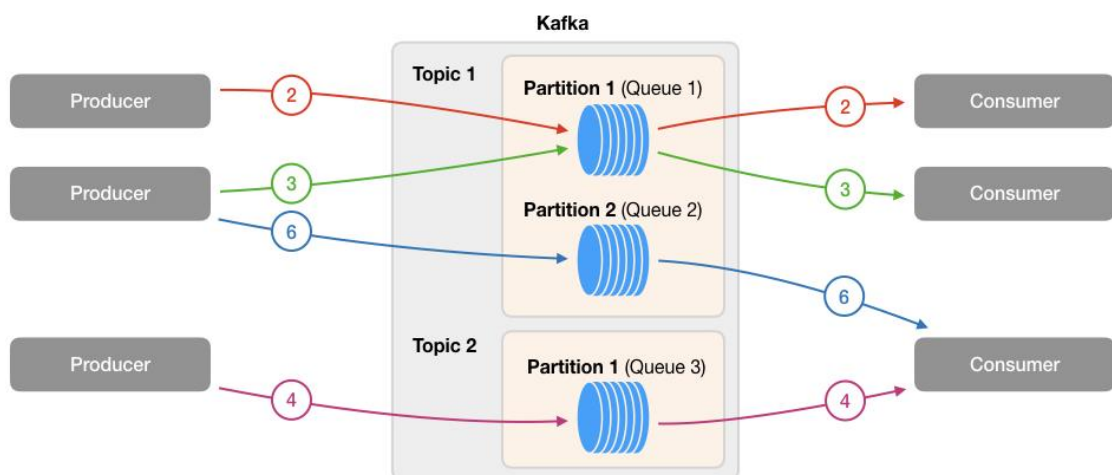 Kafka
Topic 1
Partition 1 (Queue 1)
Producer
2
2
Consumer
Producer
3
3
Consumer
6
Partition 2 (Queue 2)
6
Topic 2
Producer
Partition 1 (Queue 3)
Consumer
4
4